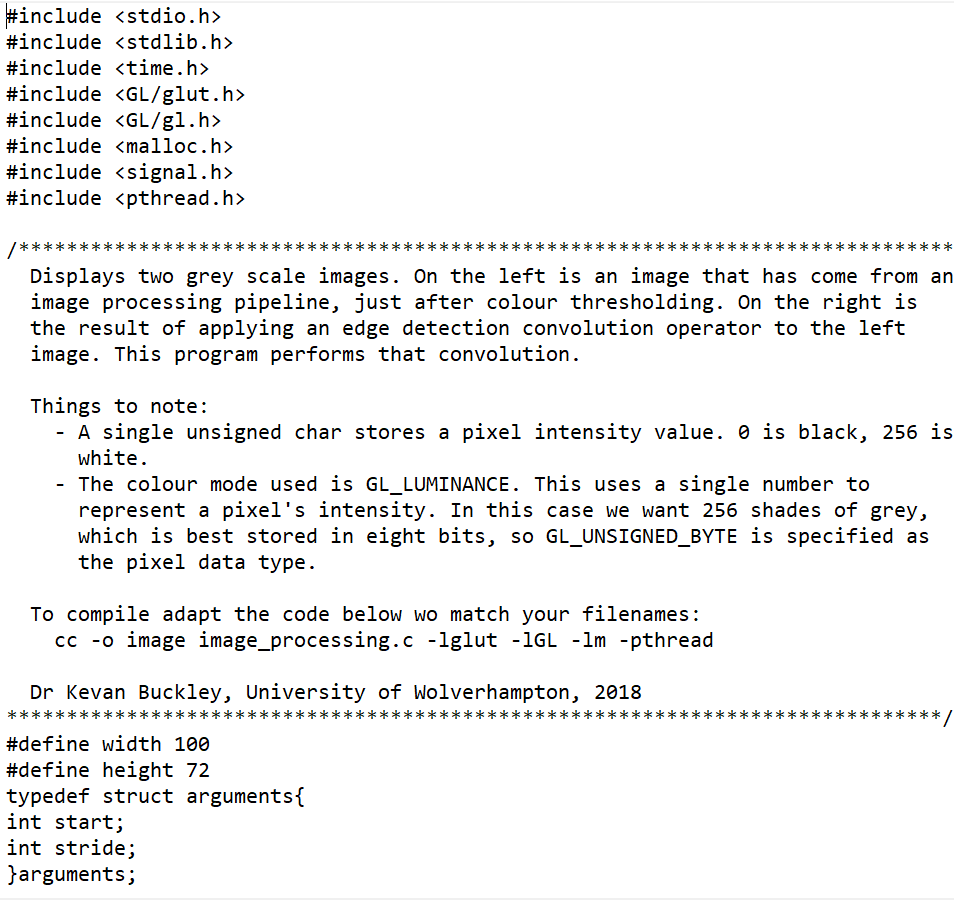 #include <stdio.h>
#include <stdlib.h>
#include <time.h>
#include <GL/glut.h>
#include <GL/gl.h>
#include <malloc.h>
#include <signal.h>
#include <pthread.h>

/******************************************************************************
  Displays two grey scale images. On the left is an image that has come from an
  image processing pipeline, just after colour thresholding. On the right is
  the result of applying an edge detection convolution operator to the left
  image. This program performs that convolution.

  Things to note:
    - A single unsigned char stores a pixel intensity value. 0 is black, 256 is
      white.
    - The colour mode used is GL_LUMINANCE. This uses a single number to
      represent a pixel's intensity. In this case we want 256 shades of grey,
      which is best stored in eight bits, so GL_UNSIGNED_BYTE is specified as
      the pixel data type.

  To compile adapt the code below wo match your filenames:
    cc -o image image_processing.c -lglut -lGL -lm -pthread

  Dr Kevan Buckley, University of Wolverhampton, 2018
******************************************************************************/
#define width 100
#define height 72
typedef struct arguments{
int start;
int stride;
}arguments;